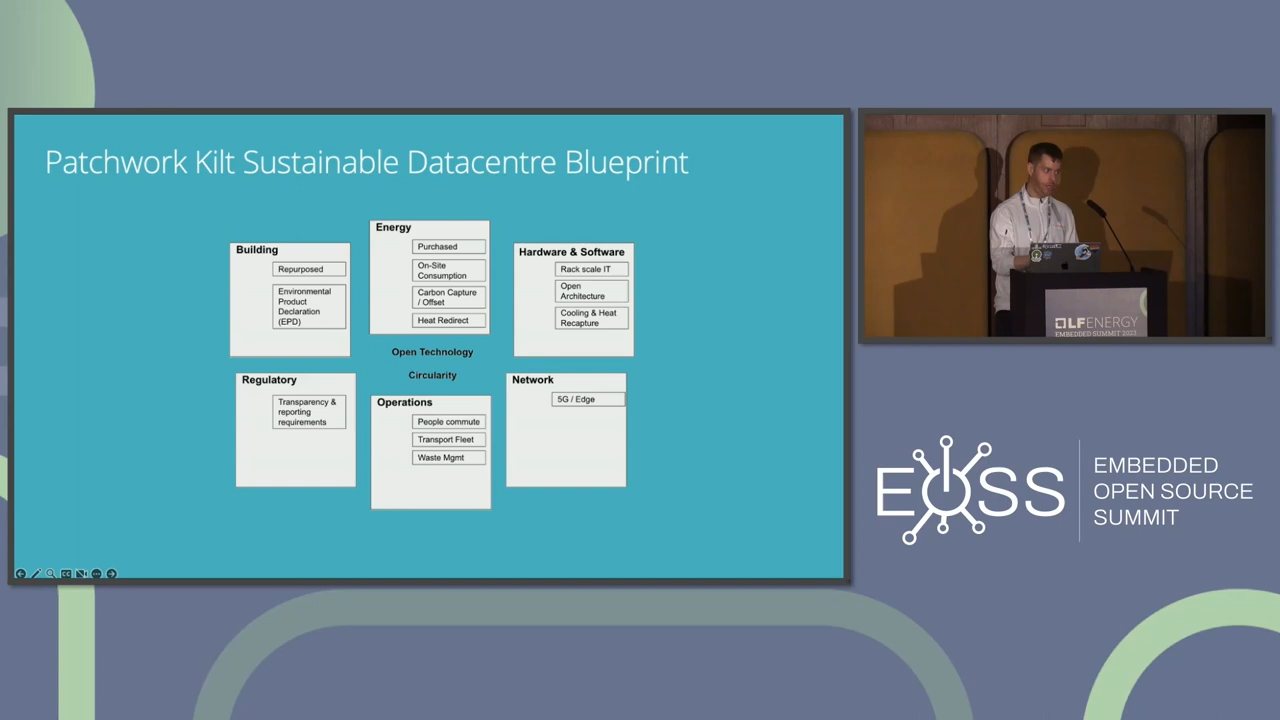 Patchwork Kilt Sustainable Datacentre Blueprint
Building
Repurposed
Environmental
Product
Declaration
(EPD)
Energy
Purchased
On-Site
Consumption
Carbon Capture
/ Offset
Heat Redirect
Hardware & Software
Rack scale IT
Open
Architecture
Cooling & Heat
Recapture
Open Technology
Circularity
Regulatory
Transparency &
reporting
requirements
Operations
People commute
Transport Fleet
Waste Mgmt
Network
5G / Edge
LFENERGY
EMBEDDED SUMMIT 2023
EOSS
EMBEDDED
OPEN SOURCE
SUMMIT